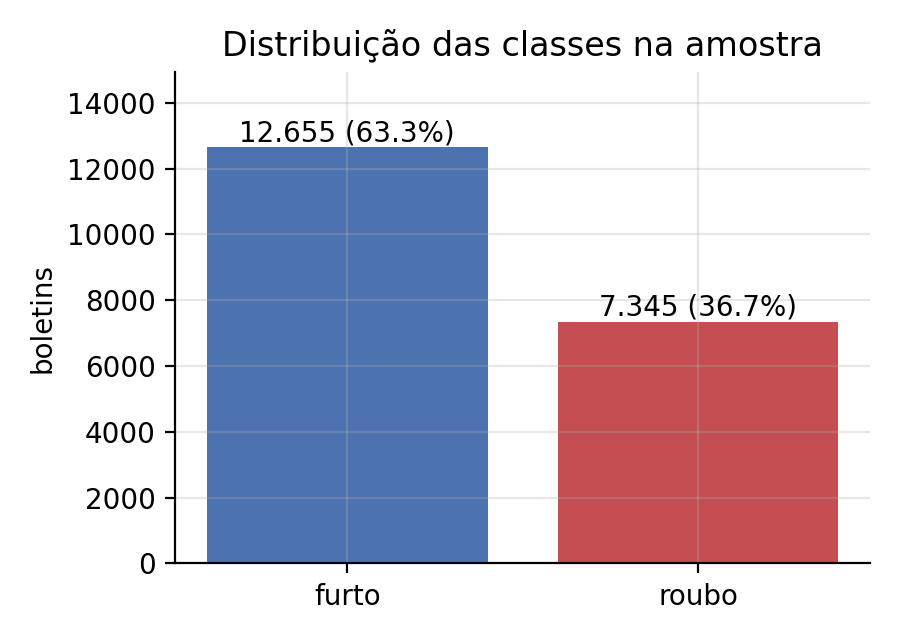 Distribuição das classes na amostra
14000
12000
10000
8000
6000
4000
2000
0
boletins
12.655 (63.3%)
7.345 (36.7%)
furto
roubo